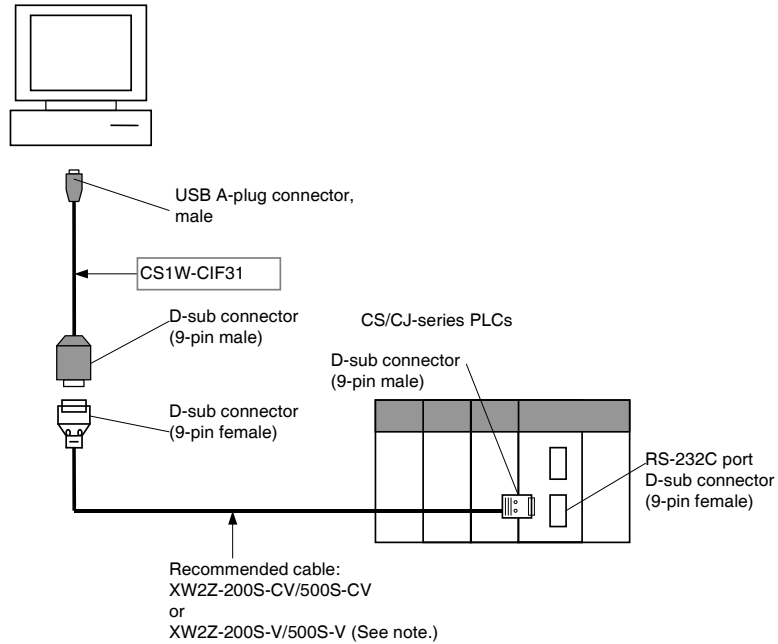 USB A-plug connector,
male
CS1W-CIF31
D-sub connector
(9-pin male)
CS/CJ-series PLCs
D-sub connector
(9-pin male)
D-sub connector
(9-pin female)
RS-232C port
D-sub connector
(9-pin female)
Recommended cable:
XW2Z-200S-CV/500S-CV
or
XW2Z-200S-V/500S-V (See note.)